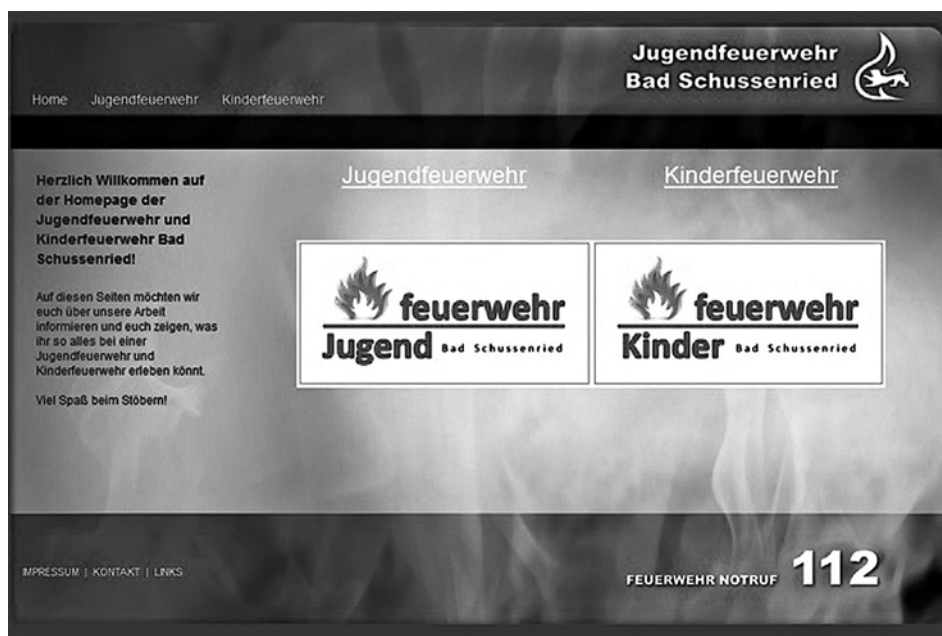 Jugendfeuerwehr
Bad Schussenried
Home Jugendfeuerwehr Kinderfeuerwehr
Herzlich Willkommen auf
der Homepage der
Jugendfeuerwehr und
Kinderfeuerwehr Bad
Schussenried!
Auf diesen Seiten möchten wir
euch über unsere Arbeit
informieren und euch zeigen, was
ihr so alles bei einer
Jugendfeuerwehr und
Kinderfeuerwehr erleben könnt.
Viel Spaß beim Stöbern!
Jugendfeuerwehr
feuerwehr
Jugend Bad Schussenried
Kinderfeuerwehr
feuerwehr
Kinder Bad Schussenried
IMPRESSUM | KONTAKT | LINKS
FEUERWEHR NOTRUF 112